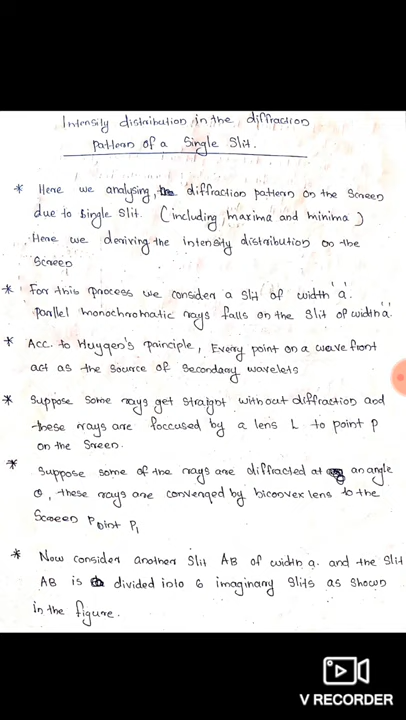 Intensity distribution in the diffraction
pattern of a Single Slit.
* Here we analysing, diffraction pattern on the Screen
due to Single Slit. (including maxima and minima)
Here we deriving the intensity distribution on the
Screen
* For this process we consider a slit of width 'a'.
parllel monochromatic rays falls on the slit of width 'a'.
* Acc. to Huygen's principle, Every point on a wave front
act as the source of secondary wavelets
* Suppose some rays get straight without diffraction and
these rays are foccused by a lens L to point P
on the Screen.
* Suppose some of the rays are diffracted at an angle
θ, these rays are convenged by biconvex lens to the
Screen Point P1
* Now consider another slit AB of width a. and the slit
AB is divided into 6 imaginary slits as shown
in the figure.
V RECORDER